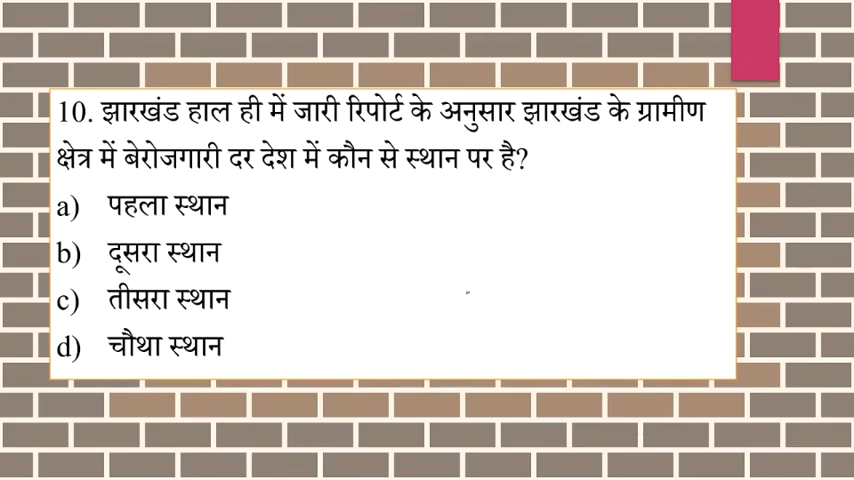 10. झारखंड हाल ही में जारी रिपोर्ट के अनुसार झारखंड के ग्रामीण
क्षेत्र में बेरोजगारी दर देश में कौन से स्थान पर है?
a) पहला स्थान
b) दूसरा स्थान
c) तीसरा स्थान
d) चौथा स्थान